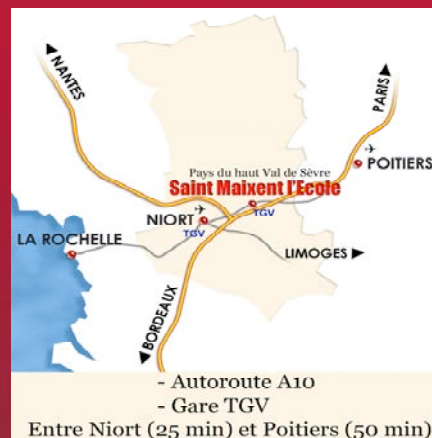 NANTES
PARIS
POITIERS
Pays du haut Val de Sèvre
Saint Maixent l'Ecole
TGV
NIORT
TGV
LA ROCHELLE
LIMOGES
BORDEAUX
- Autoroute A10
- Gare TGV
Entre Niort (25 min) et Poitiers (50 min)